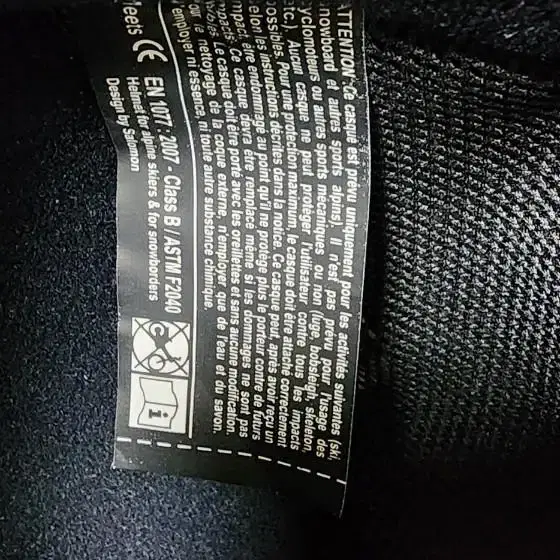 ATTENTION Ce casque est prévu uniquement pour les activités suivantes (ski,
snowboard et autres sports alpins). Il n'est pas prévu pour l'usage des
cyclomoteurs ou autres sports mécaniques ou non (luge, bobsleigh, skeleton,
etc.). Aucun casque ne peut protéger l'utilisateur contre tous les impacts
possibles. Pour une protection maximum, le casque doit être attaché correctement
selon les instructions décrites dans la notice. Ce casque peut, après avoir reçu un
impact, être endommagé au point qu'il ne protège plus le porteur contre de futurs
impacts. Ce casque devra être remplacé même si les dommages ne sont pas
visibles. Le casque doit être porté avec les oreillettes et sans aucune modification.
Pour le nettoyage de la coque externe, n'employer que de l'eau et du savon.
N'employer ni essence, ni toute autre substance chimique.
Meets CE EN 1077: 2007 - Class B / ASTM F2040
Helmet for alpine skiers & for snowboarders
Design by Salomon
i